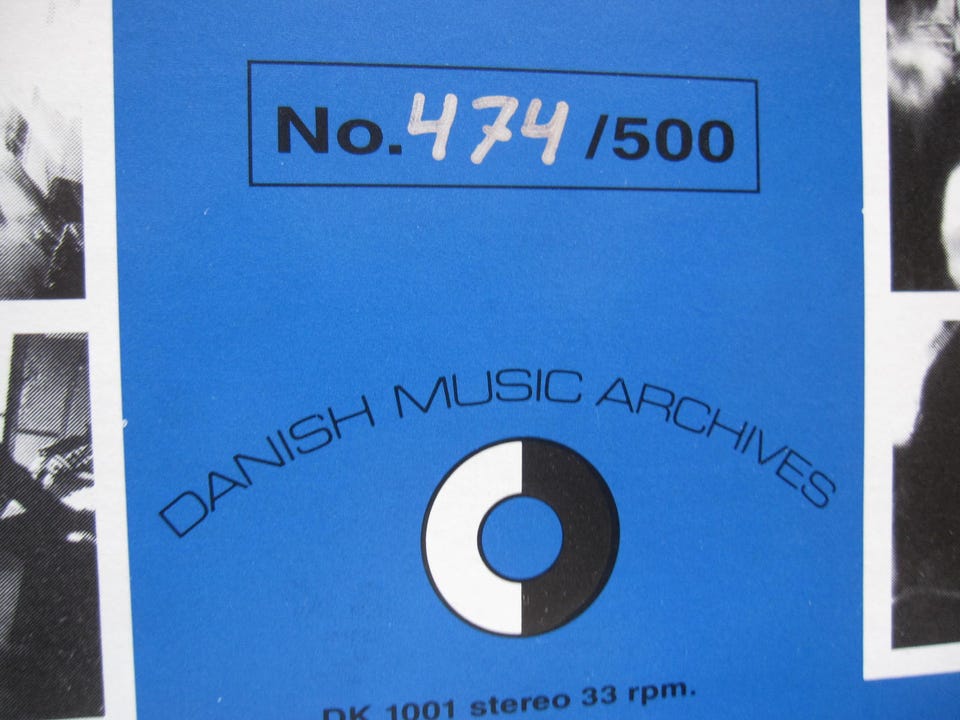 No. 474 /500
DANISH MUSIC ARCHIVES
DK 1001 stereo 33 rpm.